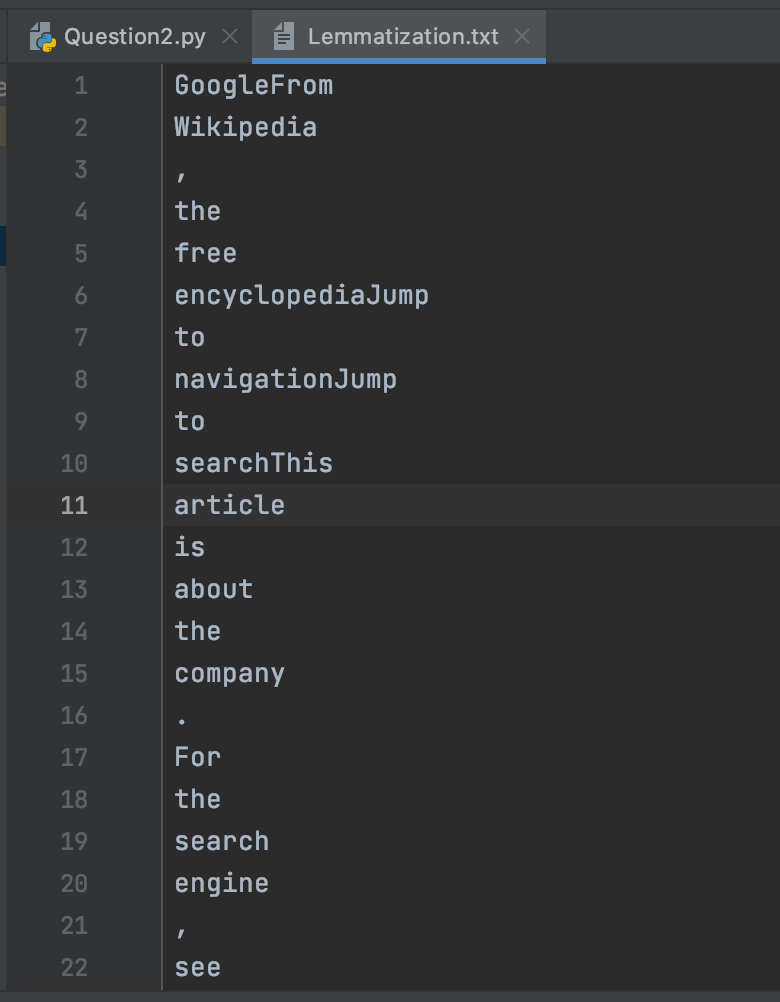 Question2.py Lemmatization.txt
1 GoogleFrom
2 Wikipedia
3 ,
4 the
5 free
6 encyclopediaJump
7 to
8 navigationJump
9 to
10 searchThis
11 article
12 is
13 about
14 the
15 company
16 .
17 For
18 the
19 search
20 engine
21 ,
22 see